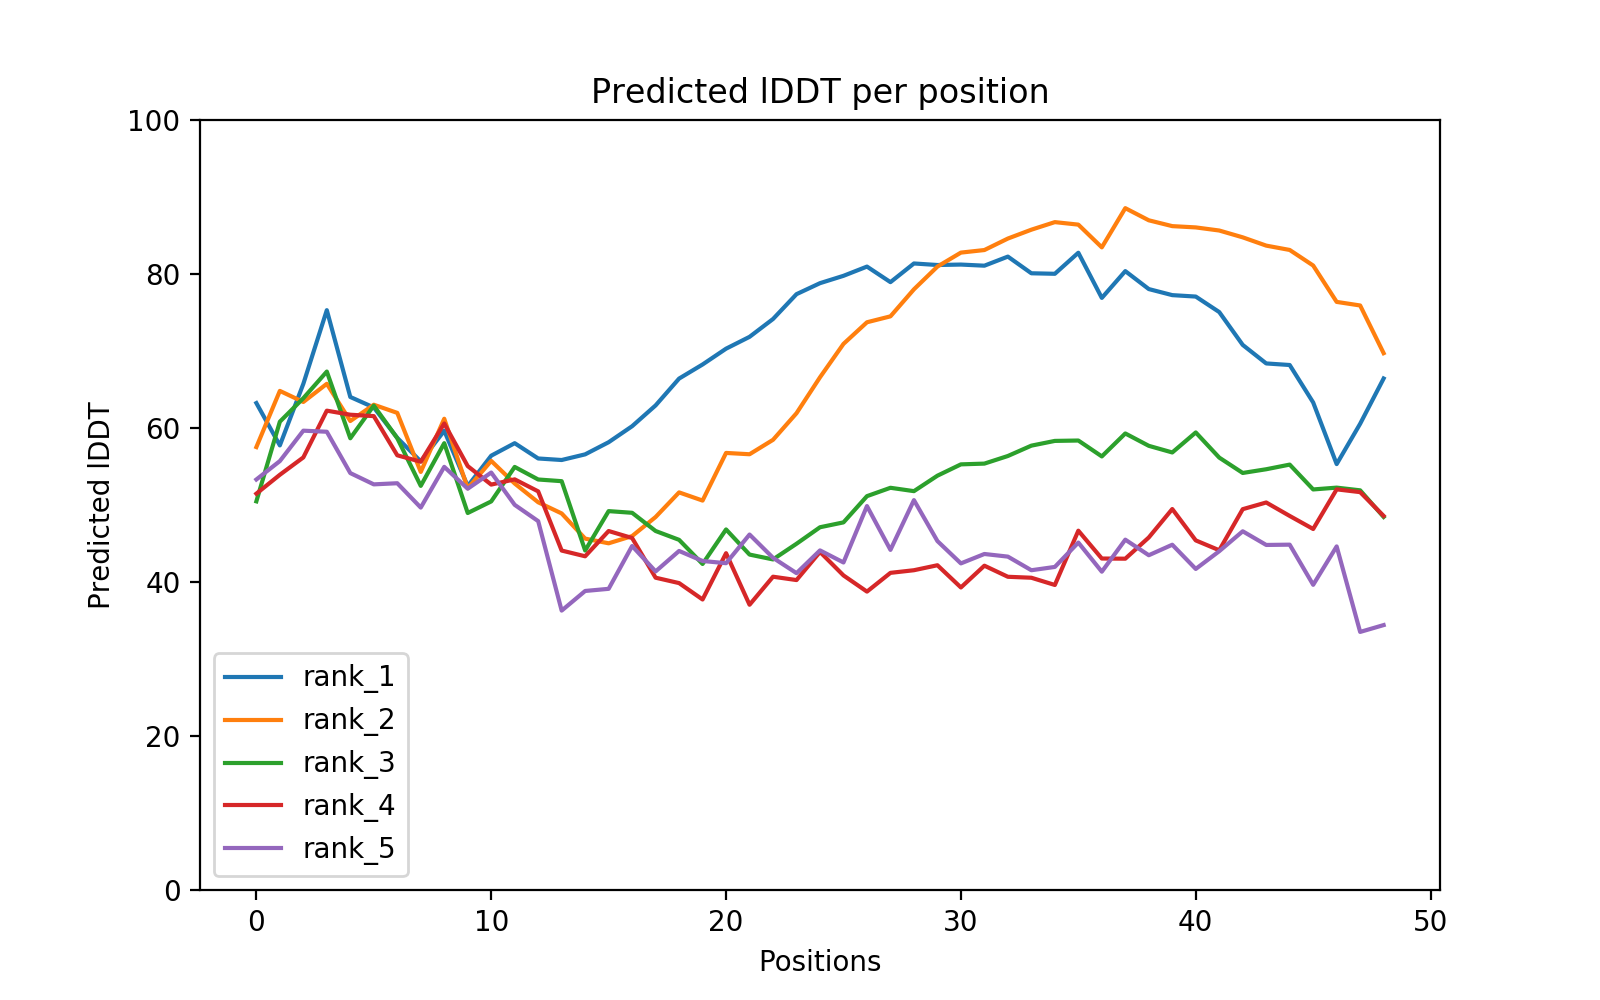 Predicted lDDT per position
100
80
60
40
20
0
Predicted lDDT
rank_1
rank_2
rank_3
rank_4
rank_5
0 10 20 30 40 50
Positions